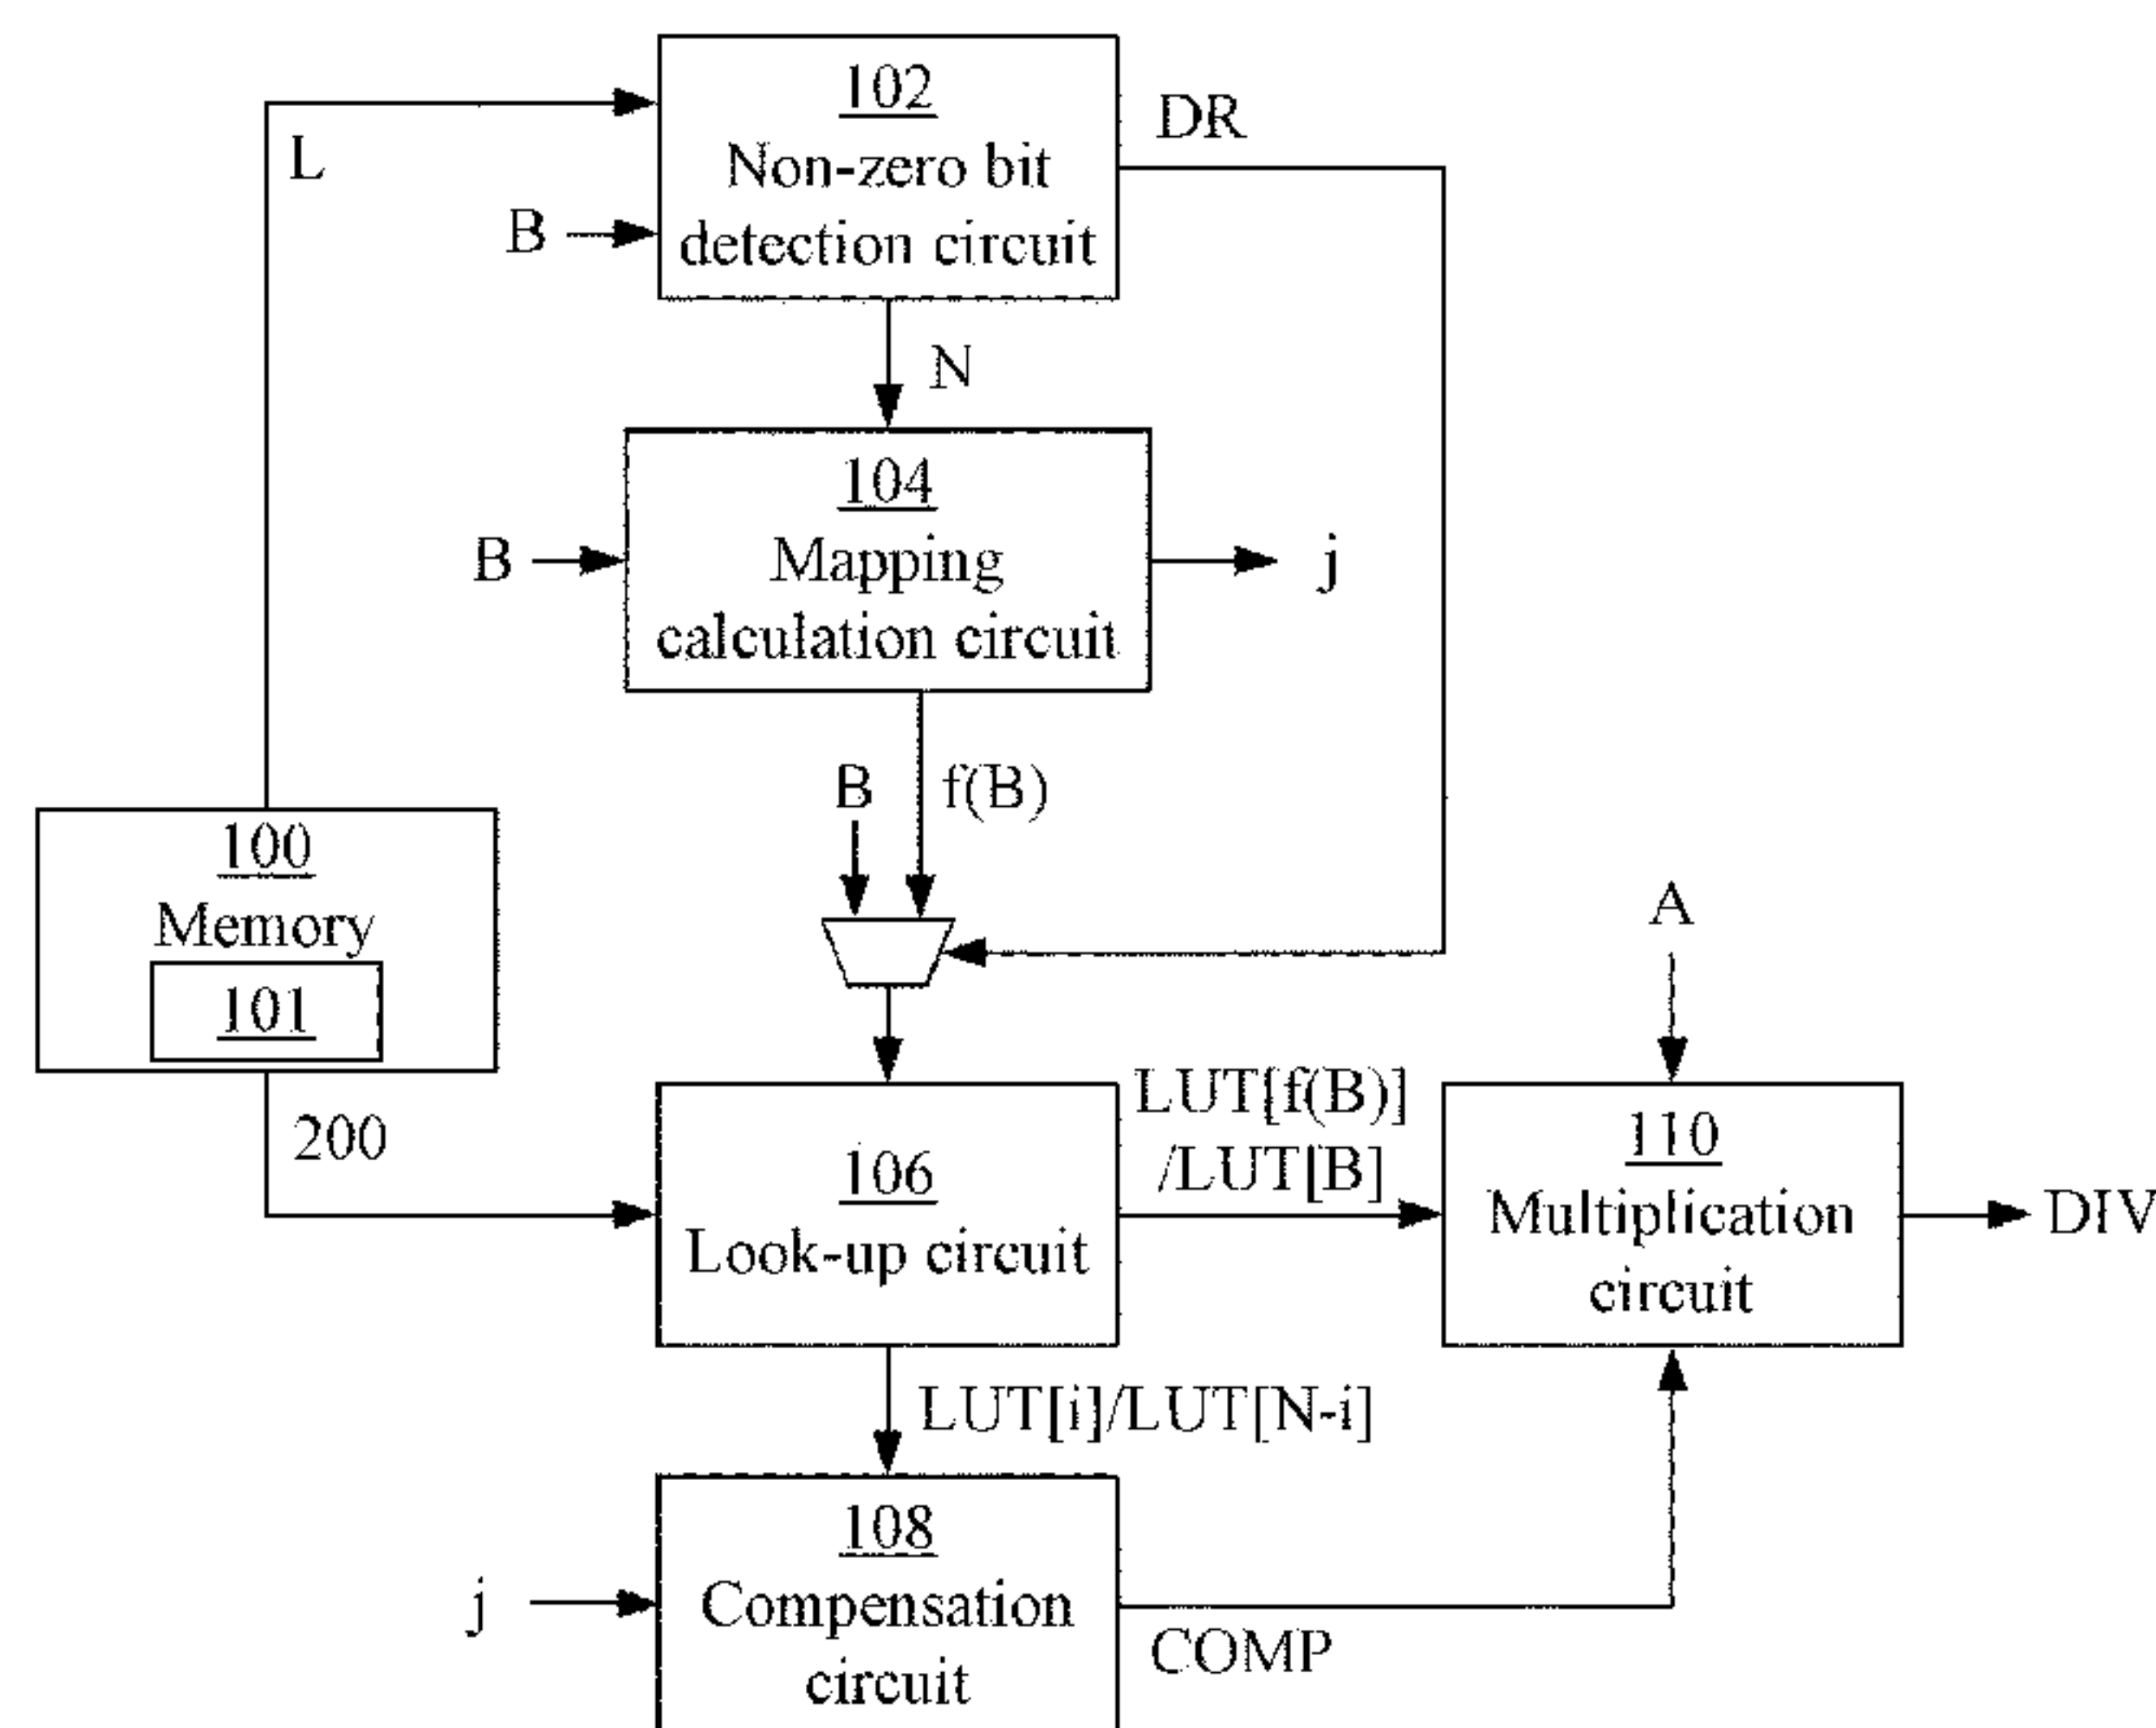 102
Non-zero bit
detection circuit
DR
L
B
N
104
Mapping
calculation circuit
B
j
B
f(B)
100
Memory
101
A
200
106
Look-up circuit
LUT[f(B)]
/LUT[B]
110
Multiplication
circuit
DIV
LUT[i]/LUT[N-i]
108
Compensation
circuit
j
COMP